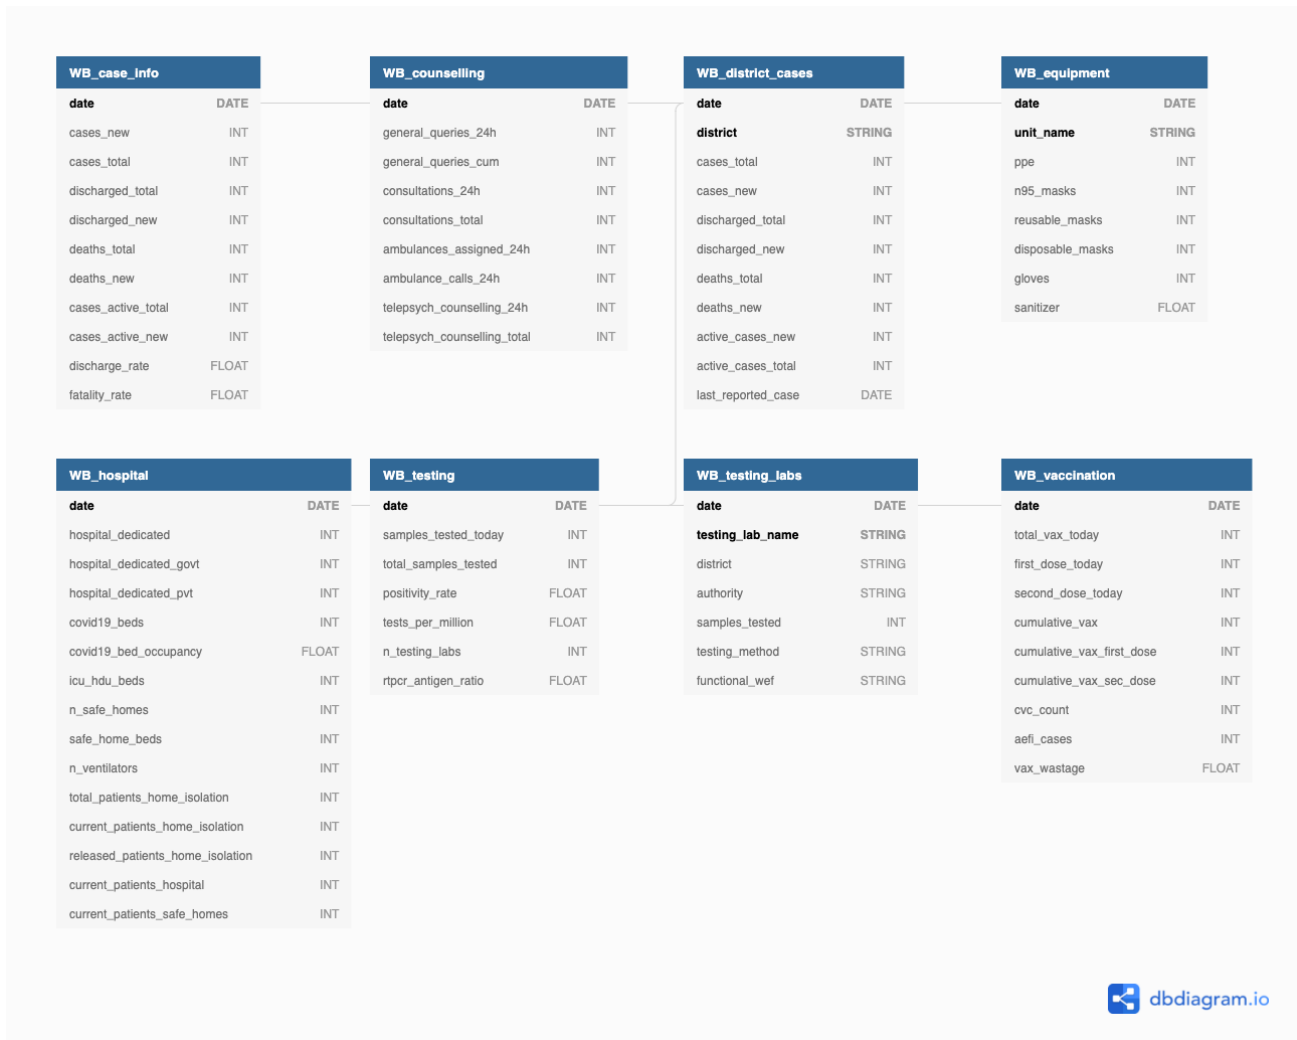 WB_case_info
date DATE
cases_new INT
cases_total INT
discharged_total INT
discharged_new INT
deaths_total INT
deaths_new INT
cases_active_total INT
cases_active_new INT
discharge_rate FLOAT
fatality_rate FLOAT
WB_counselling
date DATE
general_queries_24h INT
general_queries_cum INT
consultations_24h INT
consultations_total INT
ambulances_assigned_24h INT
ambulance_calls_24h INT
telepsych_counselling_24h INT
telepsych_counselling_total INT
WB_district_cases
date DATE
district STRING
cases_total INT
cases_new INT
discharged_total INT
discharged_new INT
deaths_total INT
deaths_new INT
active_cases_new INT
active_cases_total INT
last_reported_case DATE
WB_equipment
date DATE
unit_name STRING
ppe INT
n95_masks INT
reusable_masks INT
disposable_masks INT
gloves INT
sanitizer FLOAT
WB_hospital
date DATE
hospital_dedicated INT
hospital_dedicated_govt INT
hospital_dedicated_pvt INT
covid19_beds INT
covid19_bed_occupancy FLOAT
icu_hdu_beds INT
n_safe_homes INT
safe_home_beds INT
n_ventilators INT
total_patients_home_isolation INT
current_patients_home_isolation INT
released_patients_home_isolation INT
current_patients_hospital INT
current_patients_safe_homes INT
WB_testing
date DATE
samples_tested_today INT
total_samples_tested INT
positivity_rate FLOAT
tests_per_million FLOAT
n_testing_labs INT
rtpcr_antigen_ratio FLOAT
WB_testing_labs
date DATE
testing_lab_name STRING
district STRING
authority STRING
samples_tested INT
testing_method STRING
functional_wef STRING
WB_vaccination
date DATE
total_vax_today INT
first_dose_today INT
second_dose_today INT
cumulative_vax INT
cumulative_vax_first_dose INT
cumulative_vax_sec_dose INT
cvc_count INT
aefi_cases INT
vax_wastage FLOAT
dbdiagram.io